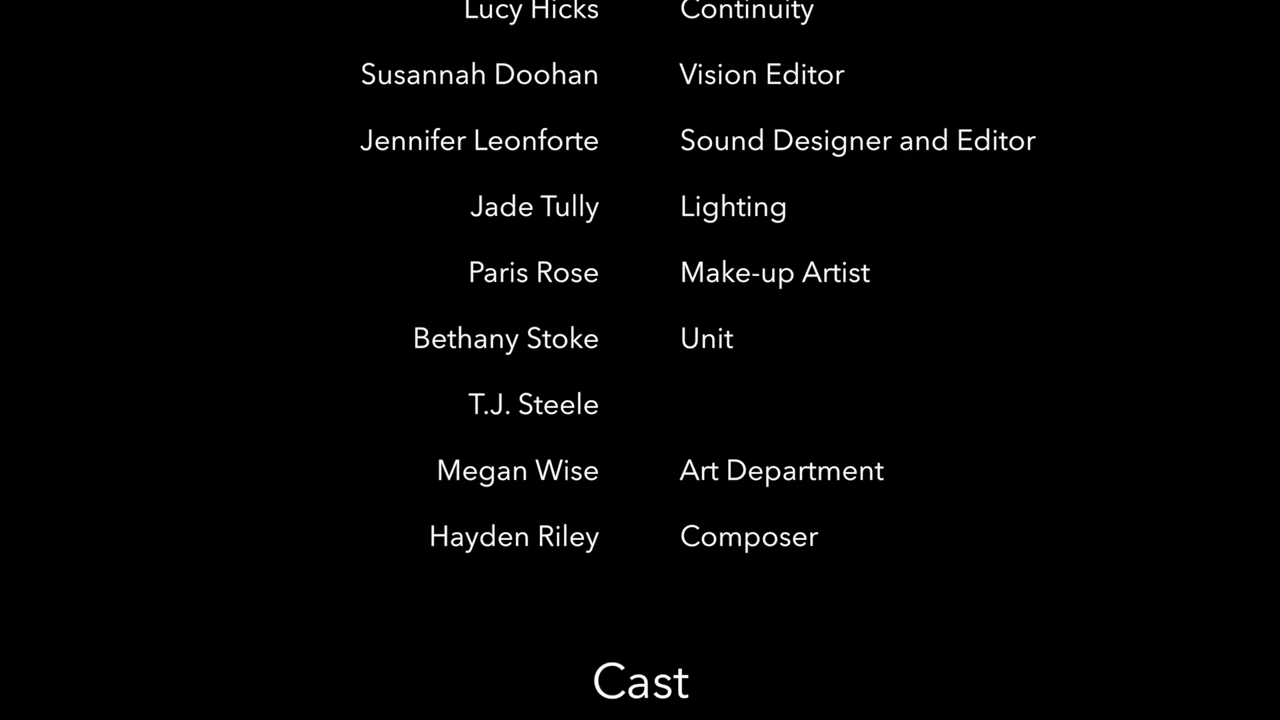 Lucy Hicks Continuity
Susannah Doohan Vision Editor
Jennifer Leonforte Sound Designer and Editor
Jade Tully Lighting
Paris Rose Make-up Artist
Bethany Stoke Unit
T.J. Steele
Megan Wise Art Department
Hayden Riley Composer
Cast